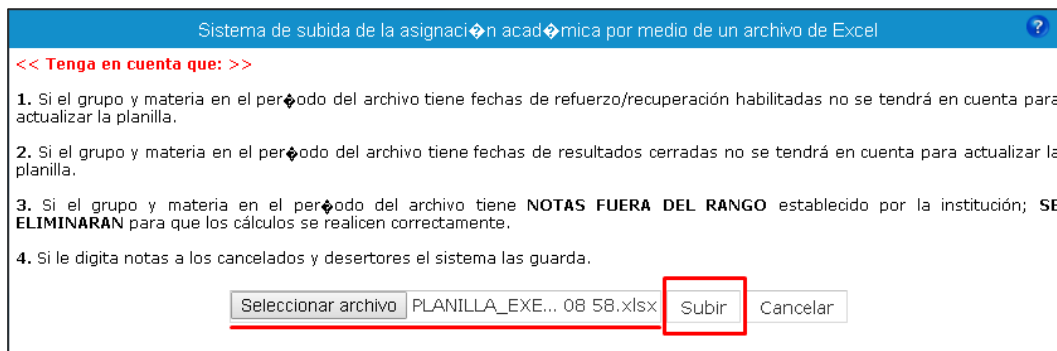 Sistema de subida de la asignaci�n acad�mica por medio de un archivo de Excel ?
<< Tenga en cuenta que: >>
1. Si el grupo y materia en el per�odo del archivo tiene fechas de refuerzo/recuperación habilitadas no se tendrá en cuenta para
actualizar la planilla.
2. Si el grupo y materia en el per�odo del archivo tiene fechas de resultados cerradas no se tendrá en cuenta para actualizar la
planilla.
3. Si el grupo y materia en el per�odo del archivo tiene NOTAS FUERA DEL RANGO establecido por la institución; SE
ELIMINARAN para que los cálculos se realicen correctamente.
4. Si le digita notas a los cancelados y desertores el sistema las guarda.
Seleccionar archivo PLANILLA_EXE... 08 58.xlsx Subir Cancelar